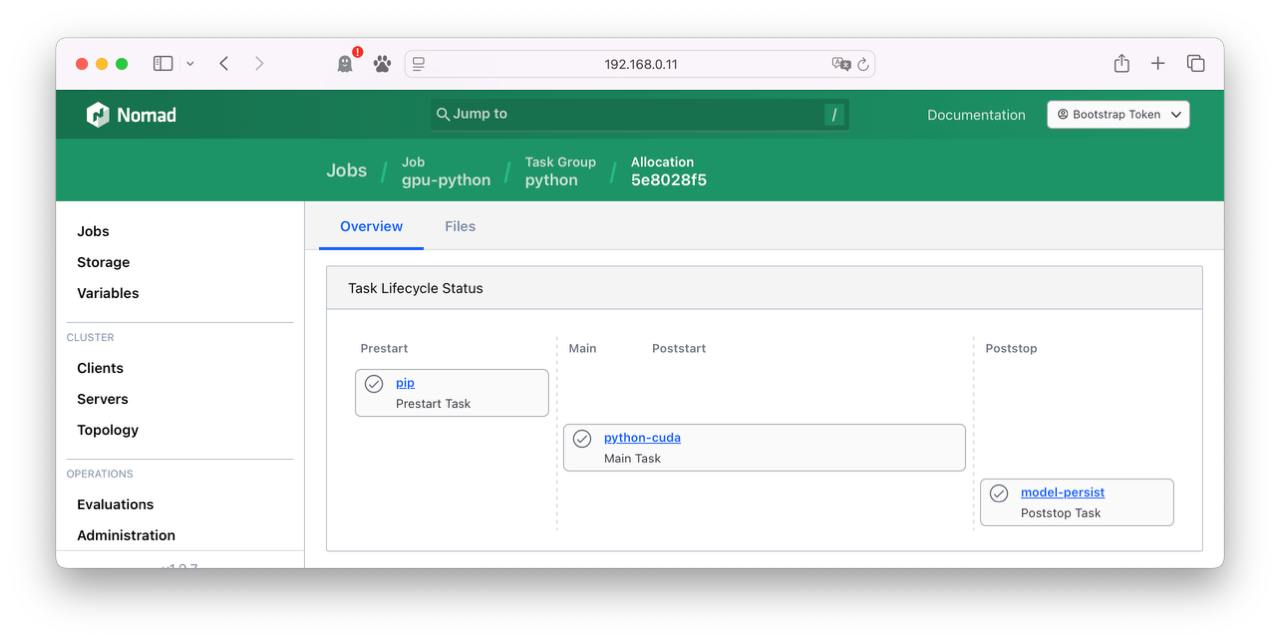 192.168.0.11
Nomad
Jump to
/
Documentation
Bootstrap Token
Jobs / Job gpu-python / Task Group python / Allocation 5e8028f5
Jobs
Storage
Variables
CLUSTER
Clients
Servers
Topology
OPERATIONS
Evaluations
Administration
Overview
Files
Task Lifecycle Status
Prestart
Main
Poststart
Poststop
pip
Prestart Task
python-cuda
Main Task
model-persist
Poststop Task